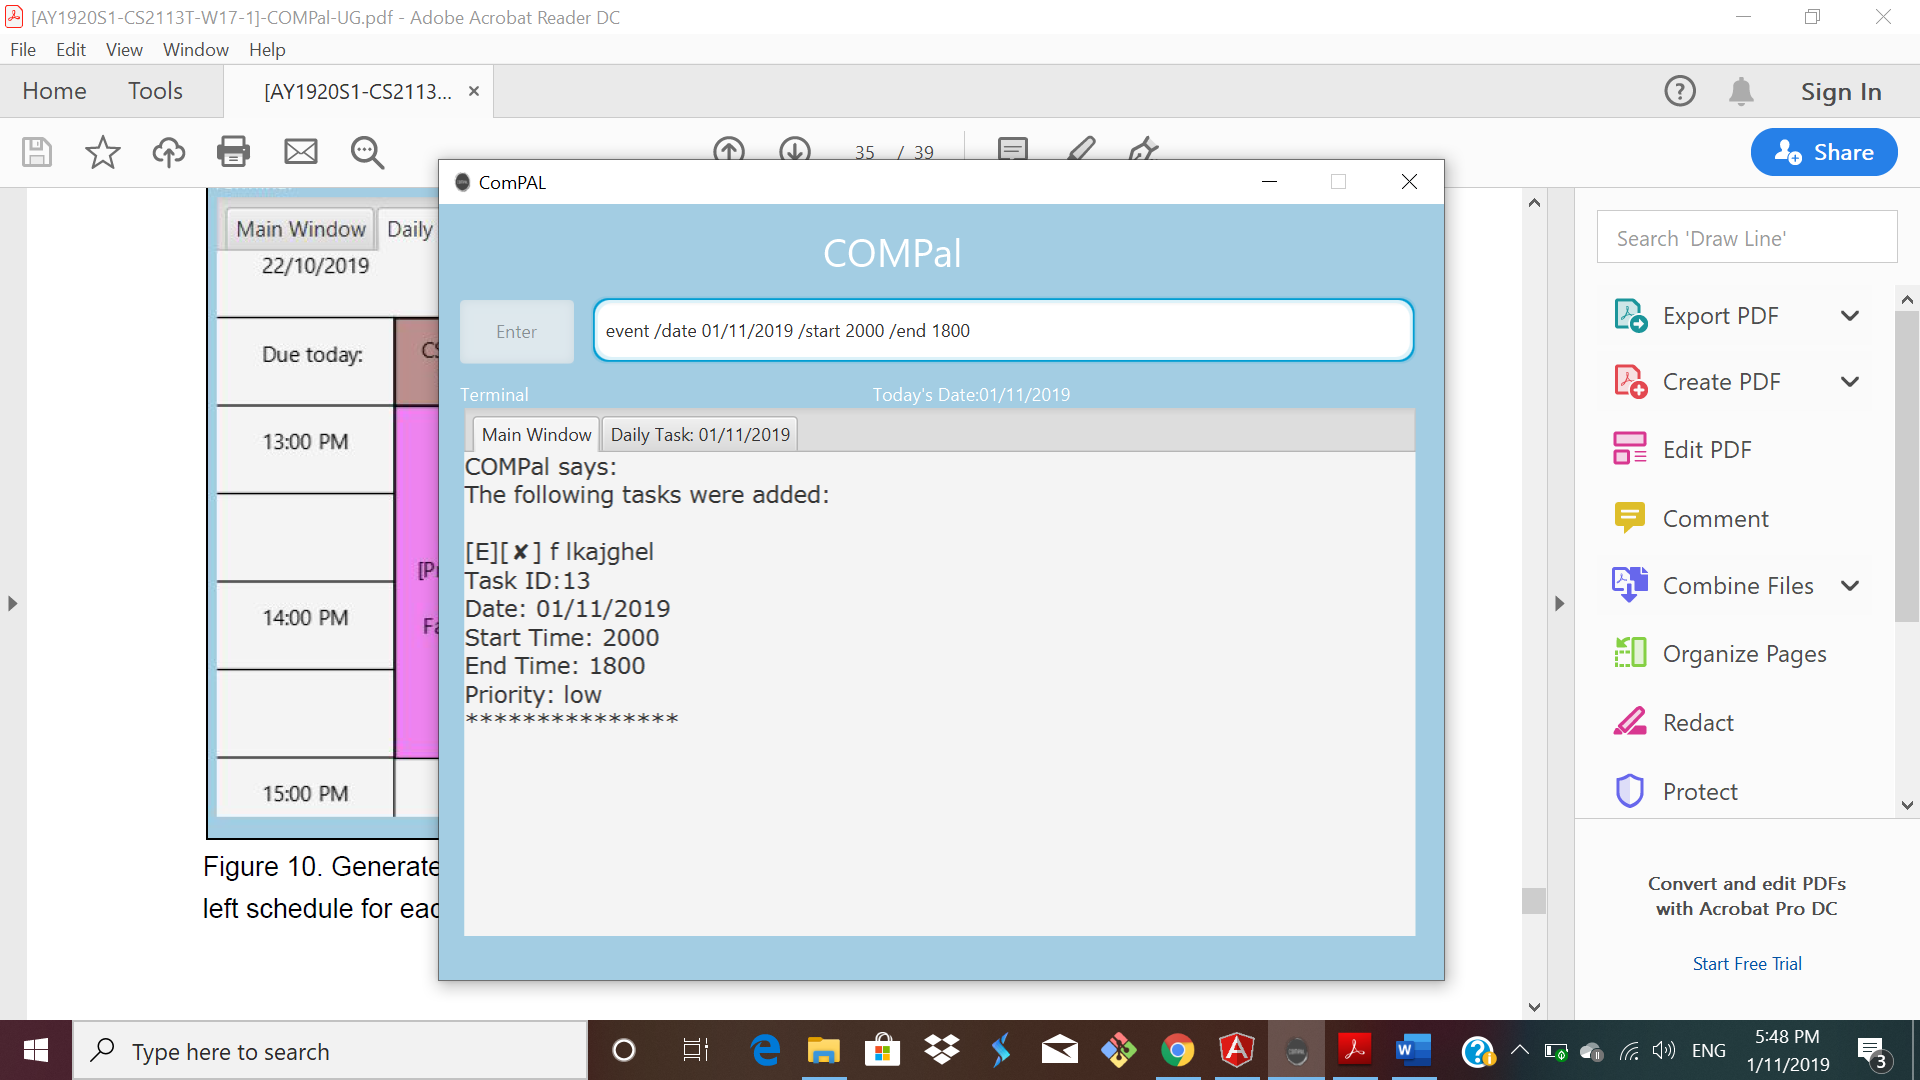 [AY1920S1-CS2113T-W17-1]-COMPal-UG.pdf - Adobe Acrobat Reader DC
File Edit View Window Help
Home Tools [AY1920S1-CS2113... × Sign In
35 / 39 Share
ComPAL
COMPal
Enter event /date 01/11/2019 /start 2000 /end 1800
Terminal Today's Date:01/11/2019
Main Window Daily Task: 01/11/2019
COMPal says:
The following tasks were added:
[E][✘] f lkajghel
Task ID:13
Date: 01/11/2019
Start Time: 2000
End Time: 1800
Priority: low
***************
Main Window Daily
22/10/2019
Due today:
13:00 PM
14:00 PM
15:00 PM
Figure 10. Generate
left schedule for
Search 'Draw Line'
Export PDF
Create PDF
Edit PDF
Comment
Combine Files
Organize Pages
Redact
Protect
Convert and edit PDFs
with Acrobat Pro DC
Start Free Trial
Type here to search
ENG
5:48 PM
1/11/2019
3